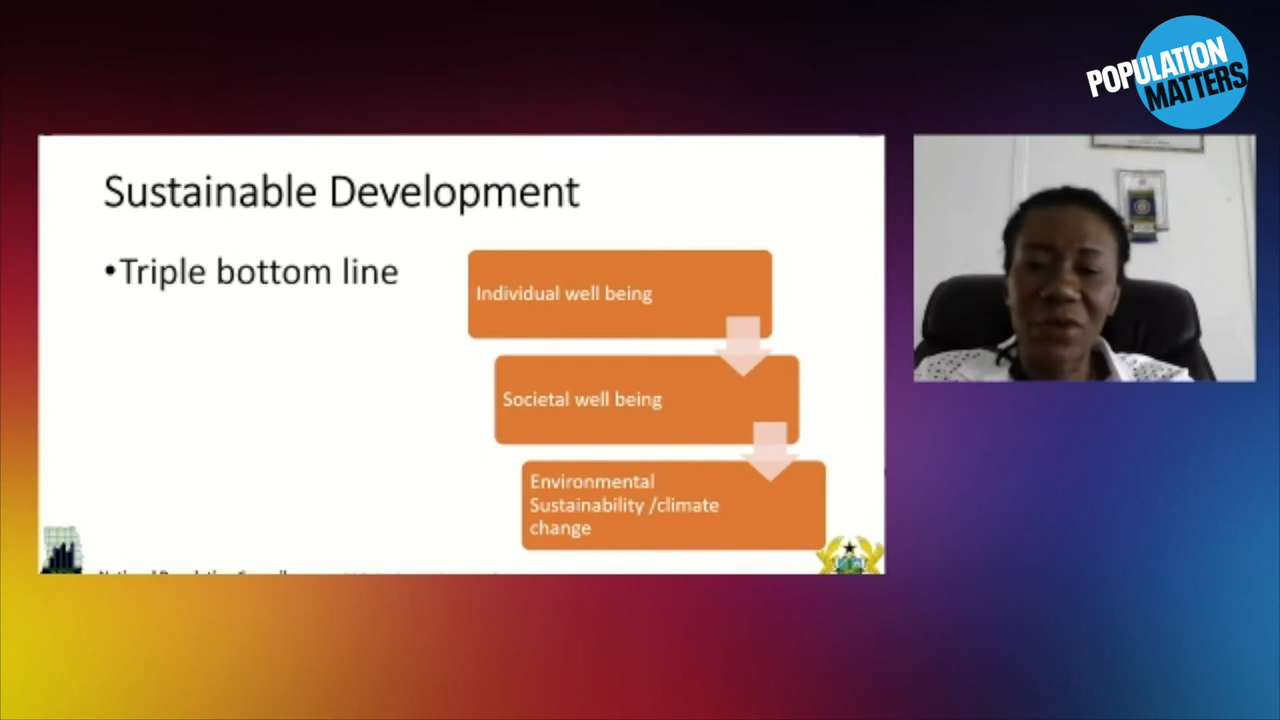 POPULATION
MATTERS
Sustainable Development
•Triple bottom line
Individual well being
Societal well being
Environmental
Sustainability /climate
change